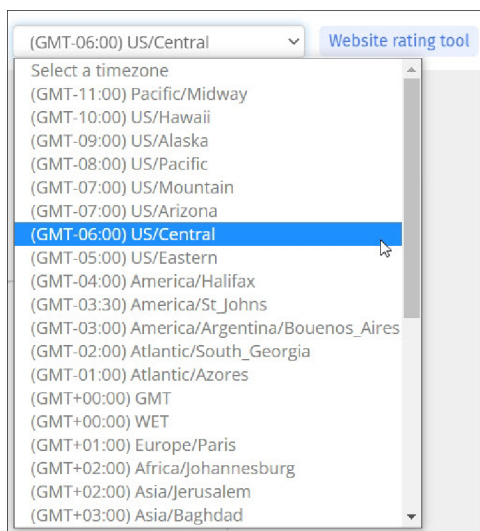 (GMT-06:00) US/Central
Website rating tool
Select a timezone
(GMT-11:00) Pacific/Midway
(GMT-10:00) US/Hawaii
(GMT-09:00) US/Alaska
(GMT-08:00) US/Pacific
(GMT-07:00) US/Mountain
(GMT-07:00) US/Arizona
(GMT-06:00) US/Central
(GMT-05:00) US/Eastern
(GMT-04:00) America/Halifax
(GMT-03:30) America/St_Johns
(GMT-03:00) America/Argentina/Bouenos_Aires
(GMT-02:00) Atlantic/South_Georgia
(GMT-01:00) Atlantic/Azores
(GMT+00:00) GMT
(GMT+00:00) WET
(GMT+01:00) Europe/Paris
(GMT+02:00) Africa/Johannesburg
(GMT+02:00) Asia/Jerusalem
(GMT+03:00) Asia/Baghdad